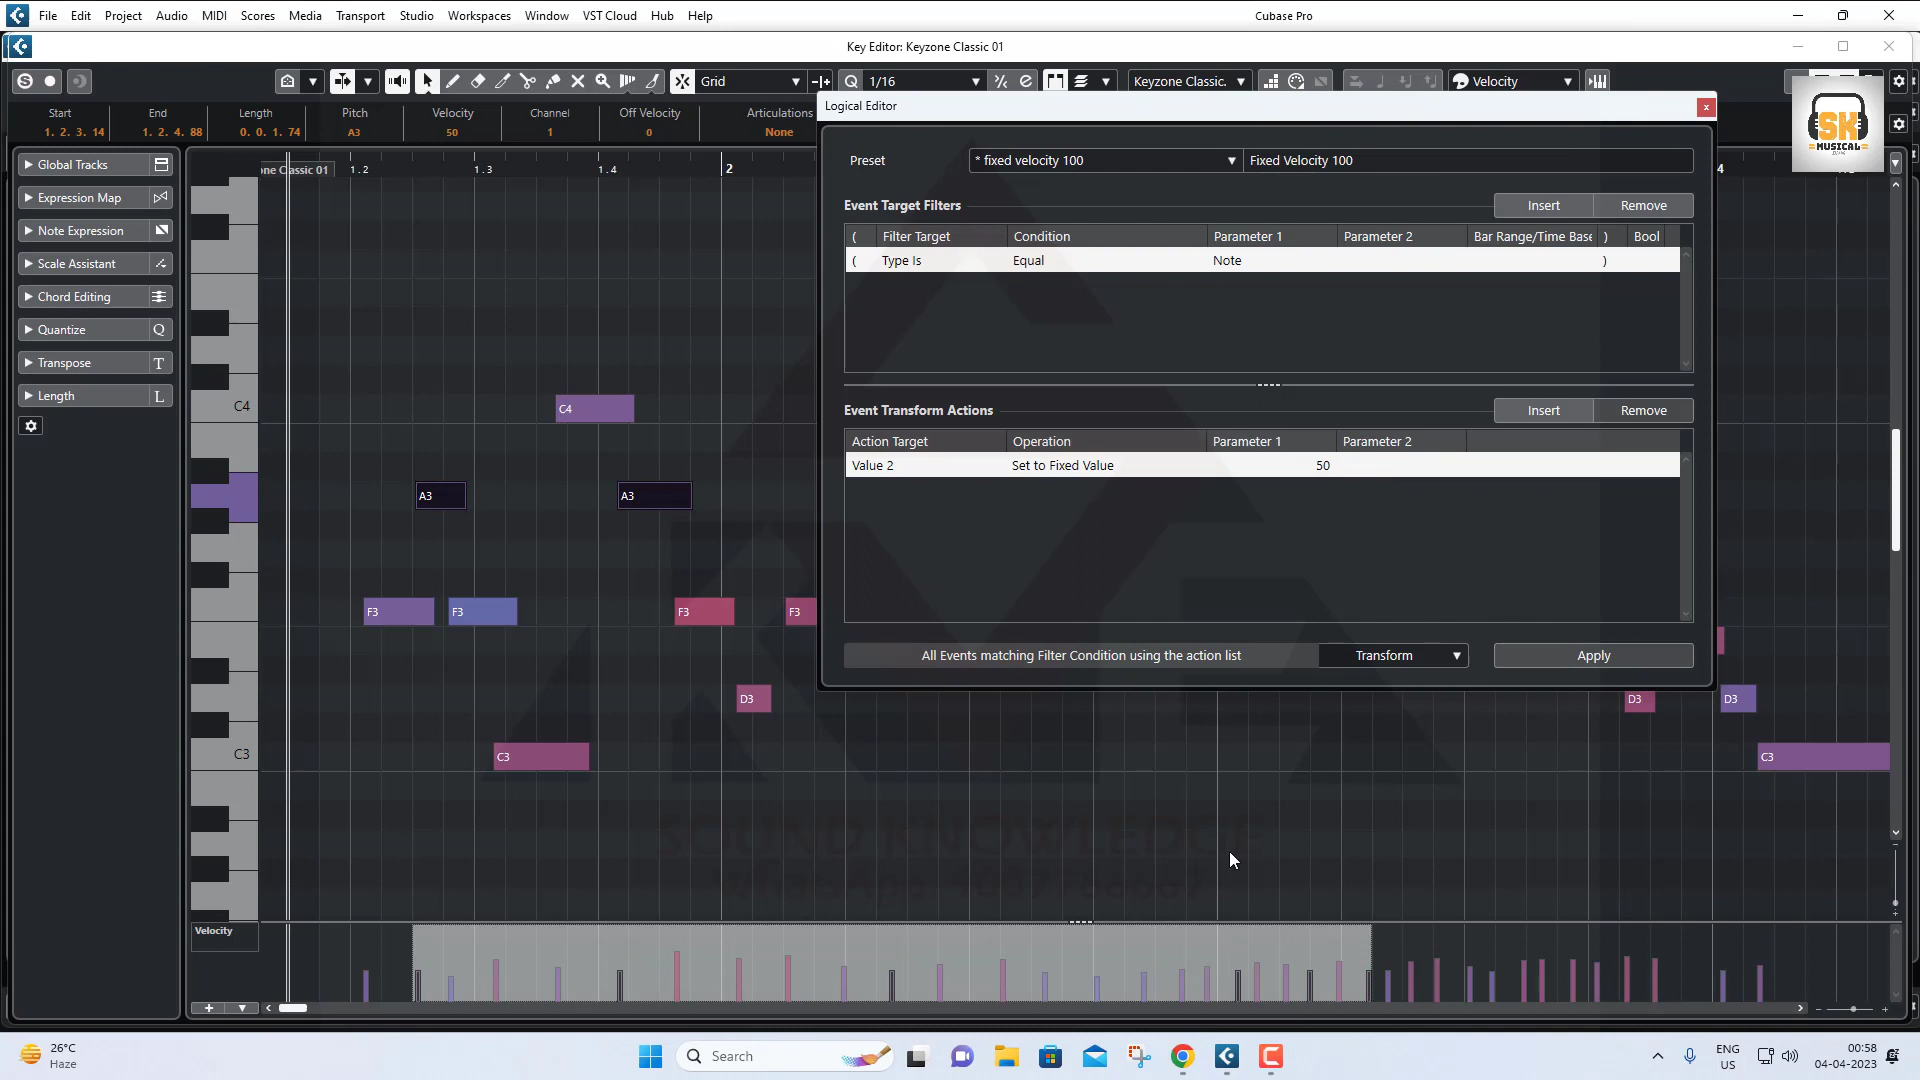 File Edit Project Audio MIDI Scores Media Transport Studio Workspaces Window VST Cloud Hub Help
Cubase Pro
Key Editor: Keyzone Classic 01
Grid
1/16
Keyzone Classic.
Velocity
Start End Length Pitch Velocity Channel Off Velocity Articulations
1. 2. 3. 14 1. 2. 4. 88 0. 0. 1. 74 A3 50 1 0 None
Logical Editor
SK
MUSICAL
Preset
* fixed velocity 100
Fixed Velocity 100
Global Tracks
Expression Map
Note Expression
Scale Assistant
Chord Editing
Quantize Q
Transpose T
Length L
one Classic 01
1.2 1.3 1.4 2 4
Event Target Filters
Insert Remove
( Filter Target Condition Parameter 1 Parameter 2 Bar Range/Time Base ) Bool
( Type Is Equal Note )
Event Transform Actions
Insert Remove
Action Target Operation Parameter 1 Parameter 2
Value 2 Set to Fixed Value 50
All Events matching Filter Condition using the action list
Transform
Apply
C4 C4
A3 A3
F3 F3 F3 F3
D3 D3 D3
C3 C3 C3
SOUND KNOWLEDGE
Velocity
26°C
Haze
Search
ENG
US
00:58
04-04-2023